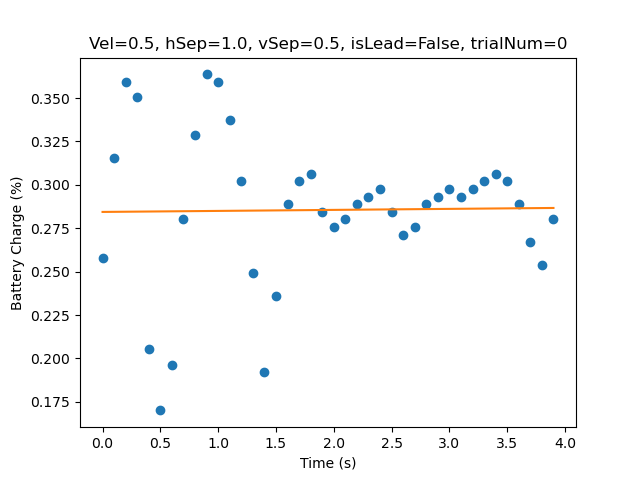 Vel=0.5, hSep=1.0, vSep=0.5, isLead=False, trialNum=0
Battery Charge (%)
0.350
0.325
0.300
0.275
0.250
0.225
0.200
0.175
0.0 0.5 1.0 1.5 2.0 2.5 3.0 3.5 4.0
Time (s)